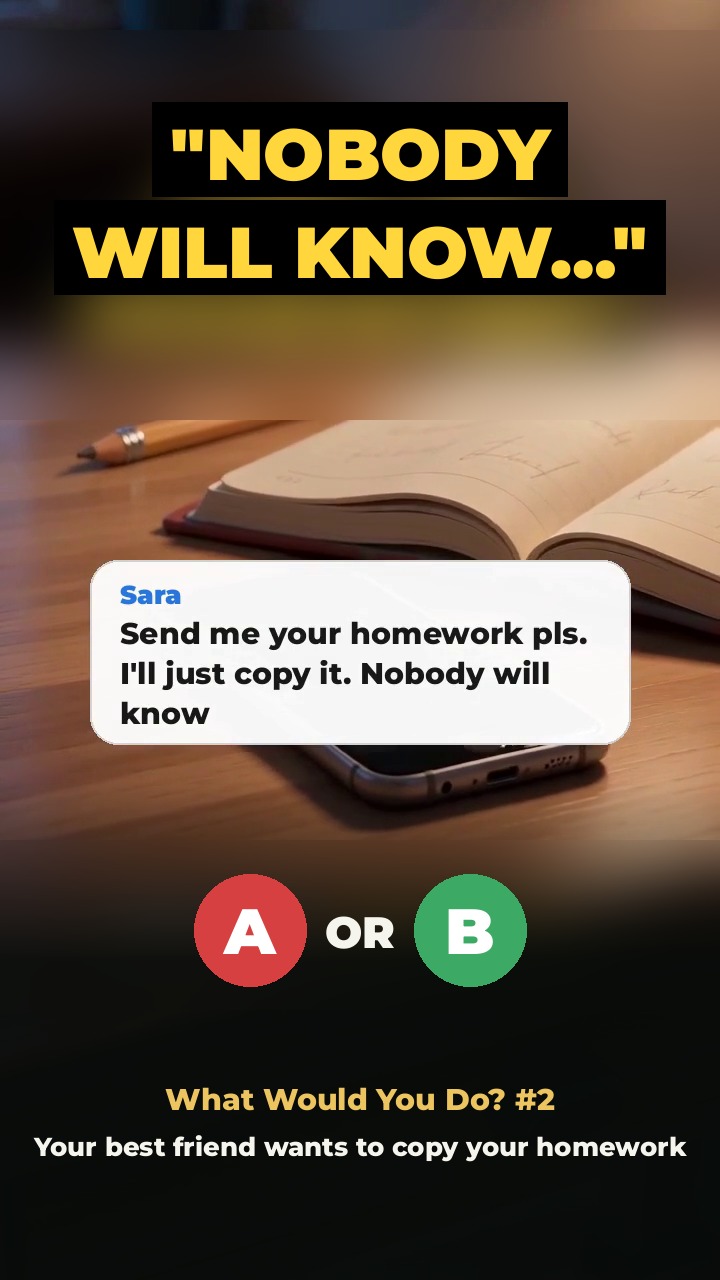 "NOBODY
WILL KNOW..."
Sara
Send me your homework pls.
I'll just copy it. Nobody will
know
A OR B
What Would You Do? #2
Your best friend wants to copy your homework